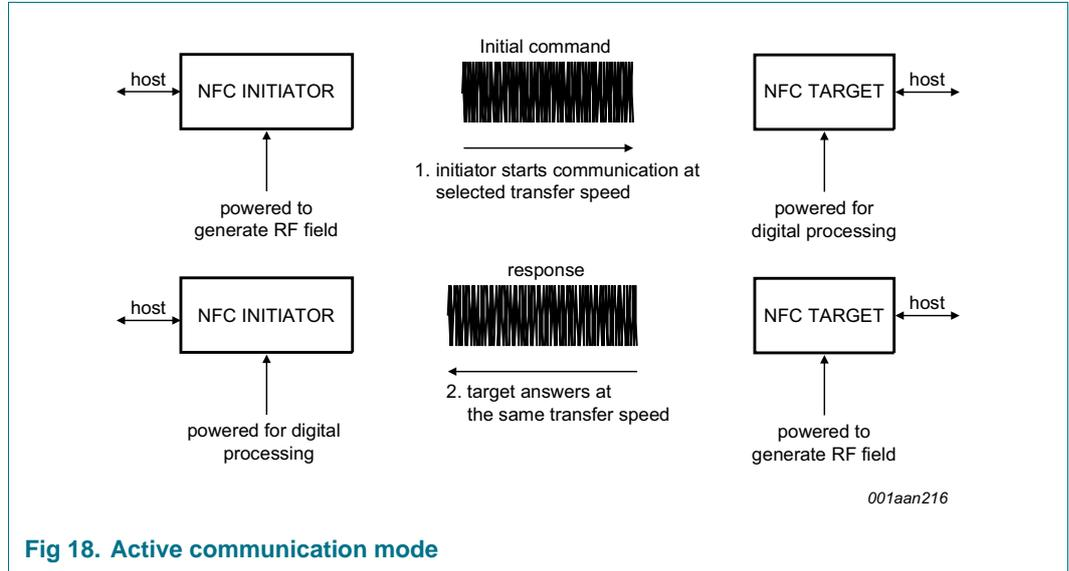 Initial command
host
NFC INITIATOR
NFC TARGET
host
1. initiator starts communication at
selected transfer speed
powered to
generate RF field
powered for
digital processing
response
host
NFC INITIATOR
NFC TARGET
host
2. target answers at
the same transfer speed
powered for digital
processing
powered to
generate RF field
001aan216
Fig 18. Active communication mode